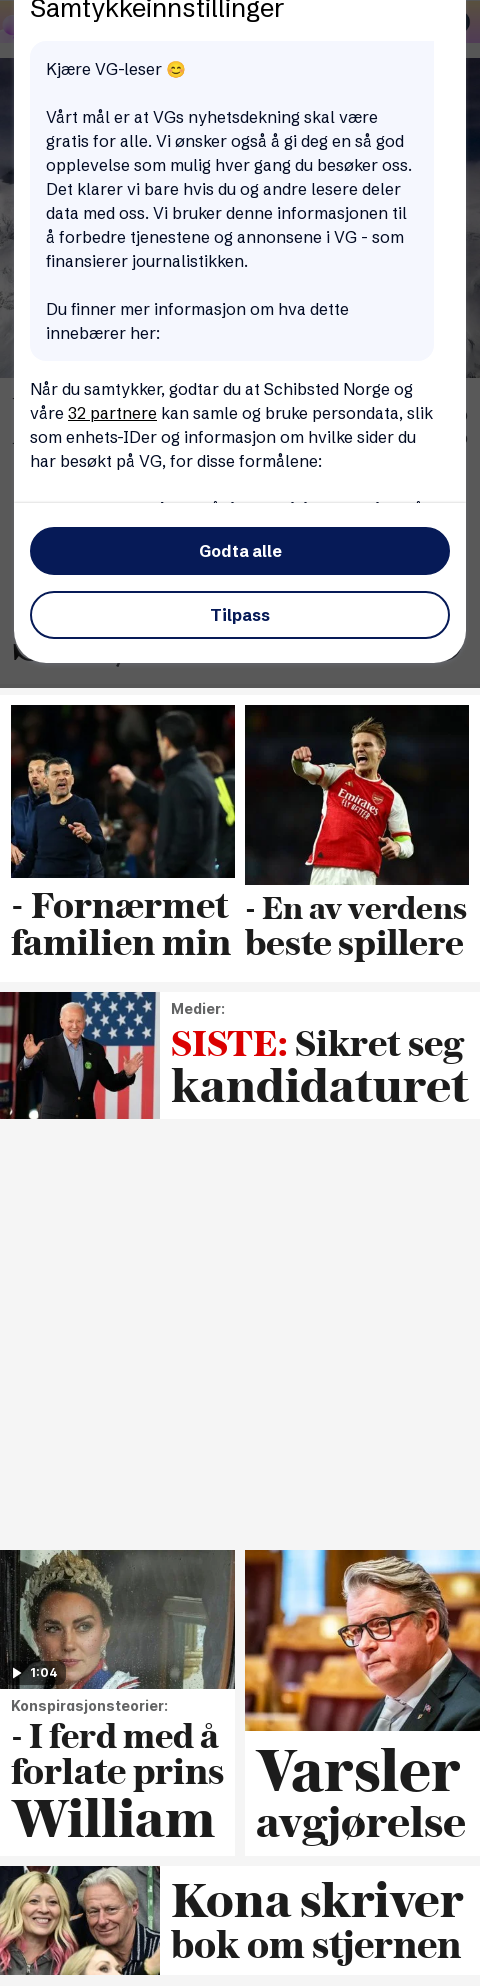 Samtykkeinnstillinger
Kjære VG-leser 😊
Vårt mål er at VGs nyhetsdekning skal være
gratis for alle. Vi ønsker også å gi deg en så god
opplevelse som mulig hver gang du besøker oss.
Det klarer vi bare hvis du og andre lesere deler
data med oss. Vi bruker denne informasjonen til
å forbedre tjenestene og annonsene i VG - som
finansierer journalistikken.
Du finner mer informasjon om hva dette
innebærer her:
Når du samtykker, godtar du at Schibsted Norge og
våre 32 partnere kan samle og bruke persondata, slik
som enhets-IDer og informasjon om hvilke sider du
har besøkt på VG, for disse formålene:
Godta alle
Tilpass
- Fornærmet
familien min
Emirates
FLY BETTER
- En av verdens
beste spillere
Medier:
SISTE: Sikret seg
kandidaturet
1:04
Konspirasjonsteorier:
- I ferd med å
forlate prins
William
Varsler
avgjørelse
Kona skriver
bok om stjernen